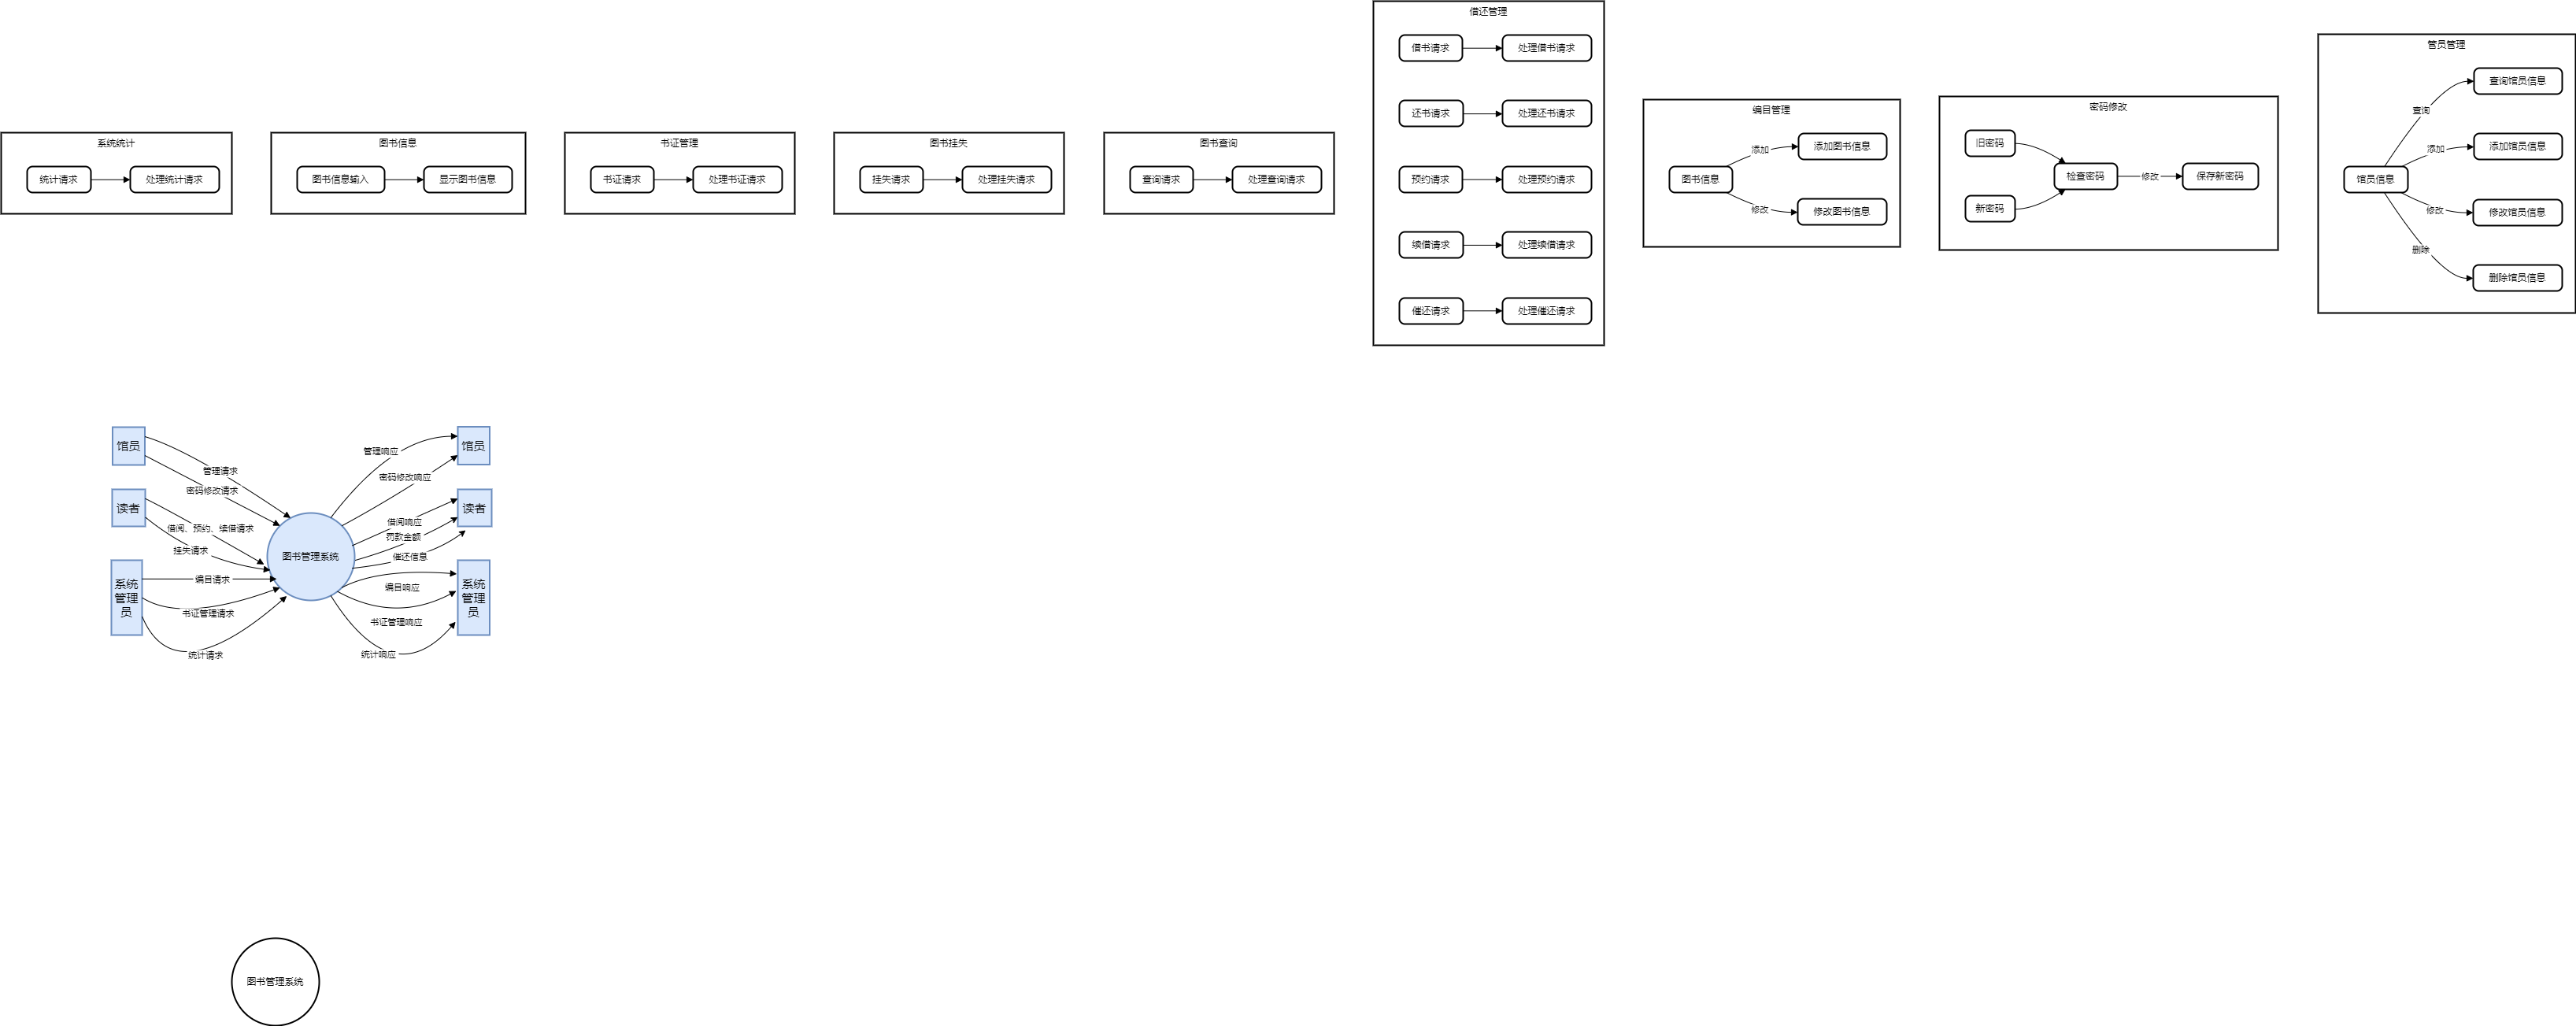 系统统计
统计请求
处理统计请求
图书信息
图书信息输入
显示图书信息
书证管理
书证请求
处理书证请求
图书挂失
挂失请求
处理挂失请求
图书查询
查询请求
处理查询请求
借还管理
借书请求
处理借书请求
还书请求
处理还书请求
预约请求
处理预约请求
续借请求
处理续借请求
催还请求
处理催还请求
编目管理
图书信息
添加
添加图书信息
修改
修改图书信息
密码修改
旧密码
新密码
检查密码
修改
保存新密码
管员管理
馆员信息
查询
查询馆员信息
添加
添加馆员信息
修改
修改馆员信息
删除
删除馆员信息
馆员
管理请求
密码修改请求
读者
借阅、预约、续借请求
挂失请求
系统
管理
员
编目请求
书证管理请求
统计请求
图书管理系统
管理响应
密码修改响应
馆员
借阅响应
罚款金额
催还信息
读者
编目响应
书证管理响应
统计响应
系统
管理
员
图书管理系统